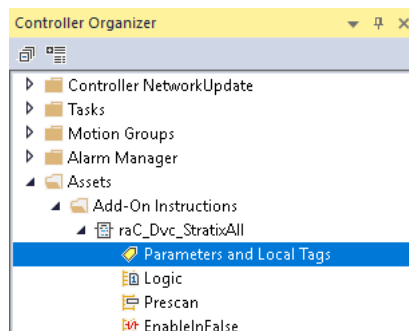 Controller Organizer
Controller NetworkUpdate
Tasks
Motion Groups
Alarm Manager
Assets
Add-On Instructions
raC_Dvc_StratixAll
Parameters and Local Tags
Logic
Prescan
EnableInFalse